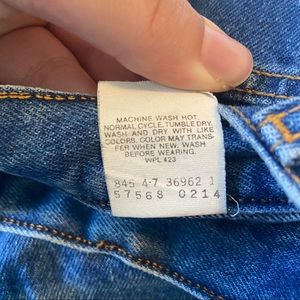 MACHINE WASH HOT
NORMAL CYCLE. TUMBLE DRY.
WASH AND DRY WITH LIKE
COLORS. COLOR MAY TRANS-
FER WHEN NEW. WASH
BEFORE WEARING.
WPL 423
845 4-7 36962 1
57568 0214